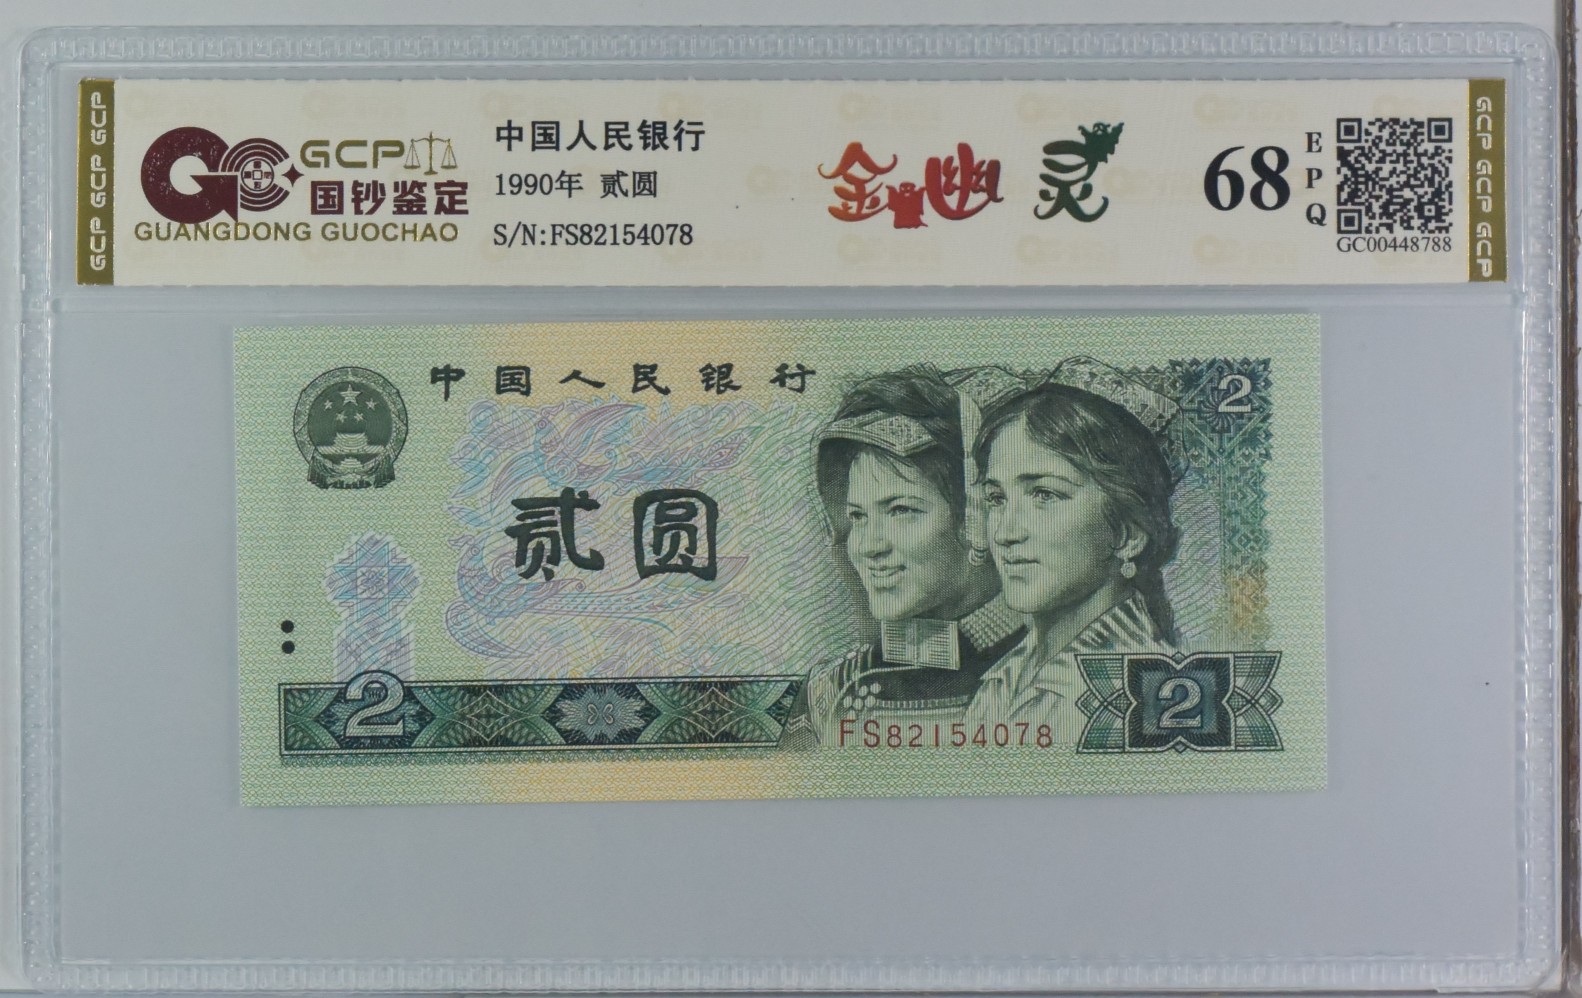 GCP GCP GCP
GCP
国钞鉴定
GUANGDONG GUOCHAO
中国人民银行
1990年 贰圆
S/N:FS82154078
金幽灵
68
EPQ
GC00448788
GCP GCP GCP
中国人民银行
2
贰圆
2
FS82154078
2